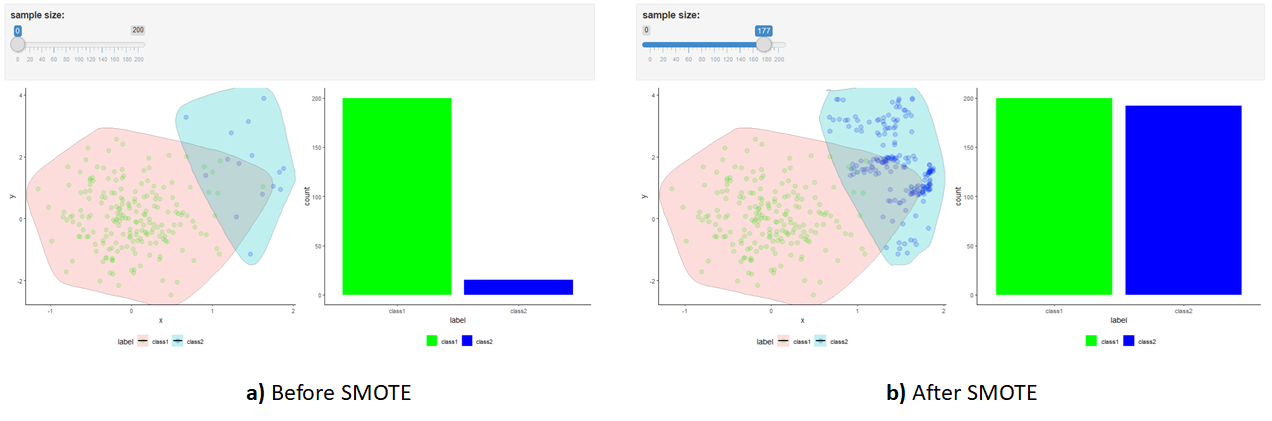 sample size:
0 200
0 20 40 60 80 100 120 140 160 180 200
4
2
0
-2
y
-1 0 1 2
x
label class1 class2
200
150
100
50
0
count
class1 class2
label
class1 class2
a) Before SMOTE
sample size:
0 177
0 20 40 60 80 100 120 140 160 180 200
4
2
0
-2
y
-1 0 1 2
x
label class1 class2
200
150
100
50
0
count
class1 class2
label
class1 class2
b) After SMOTE